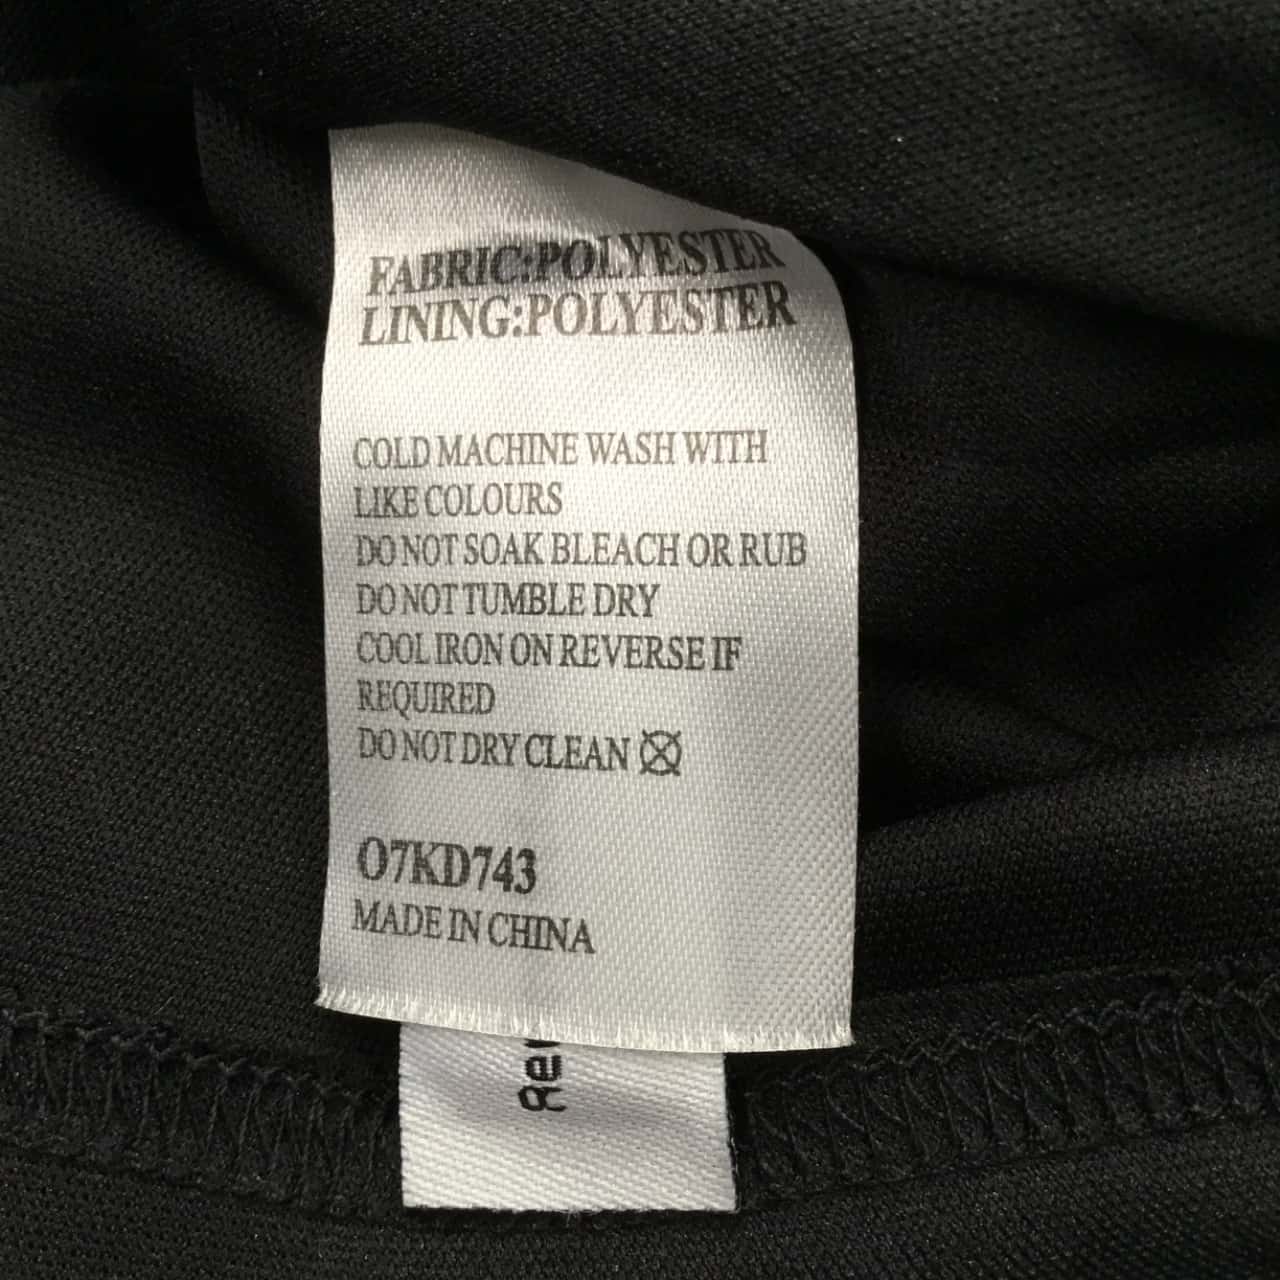 FABRIC:POLYESTER
LINING:POLYESTER
COLD MACHINE WASH WITH
LIKE COLOURS
DO NOT SOAK BLEACH OR RUB
DO NOT TUMBLE DRY
COOL IRON ON REVERSE IF
REQUIRED
DO NOT DRY CLEAN
O7KD743
MADE IN CHINA